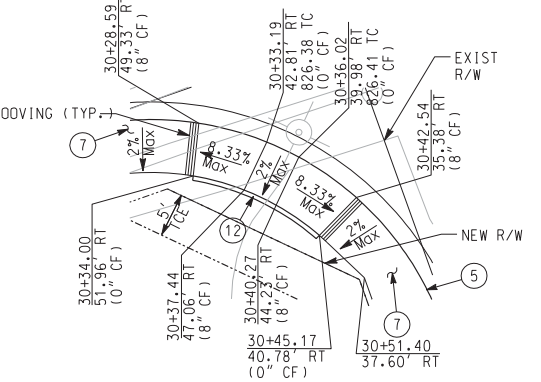 30+28.59
49.33' RT
(8" CF)
30+33.19
42.81' RT
826.38 TC
(0" CF)
30+36.02
39.98' RT
826.41 TC
(0" CF)
EXIST
R/W
30+42.54
35.38' RT
(8" CF)
OOVING (TYP.)
7
2%
Max
8.33%
Max
2%
Max
8.33%
Max
2%
Max
5'
TCE
12
NEW R/W
5
7
30+34.00
51.96' RT
(0" CF)
30+37.44
47.06' RT
(8" CF)
30+40.27
44.23' RT
(8" CF)
30+45.17
40.78' RT
(0" CF)
30+51.40
37.60' RT